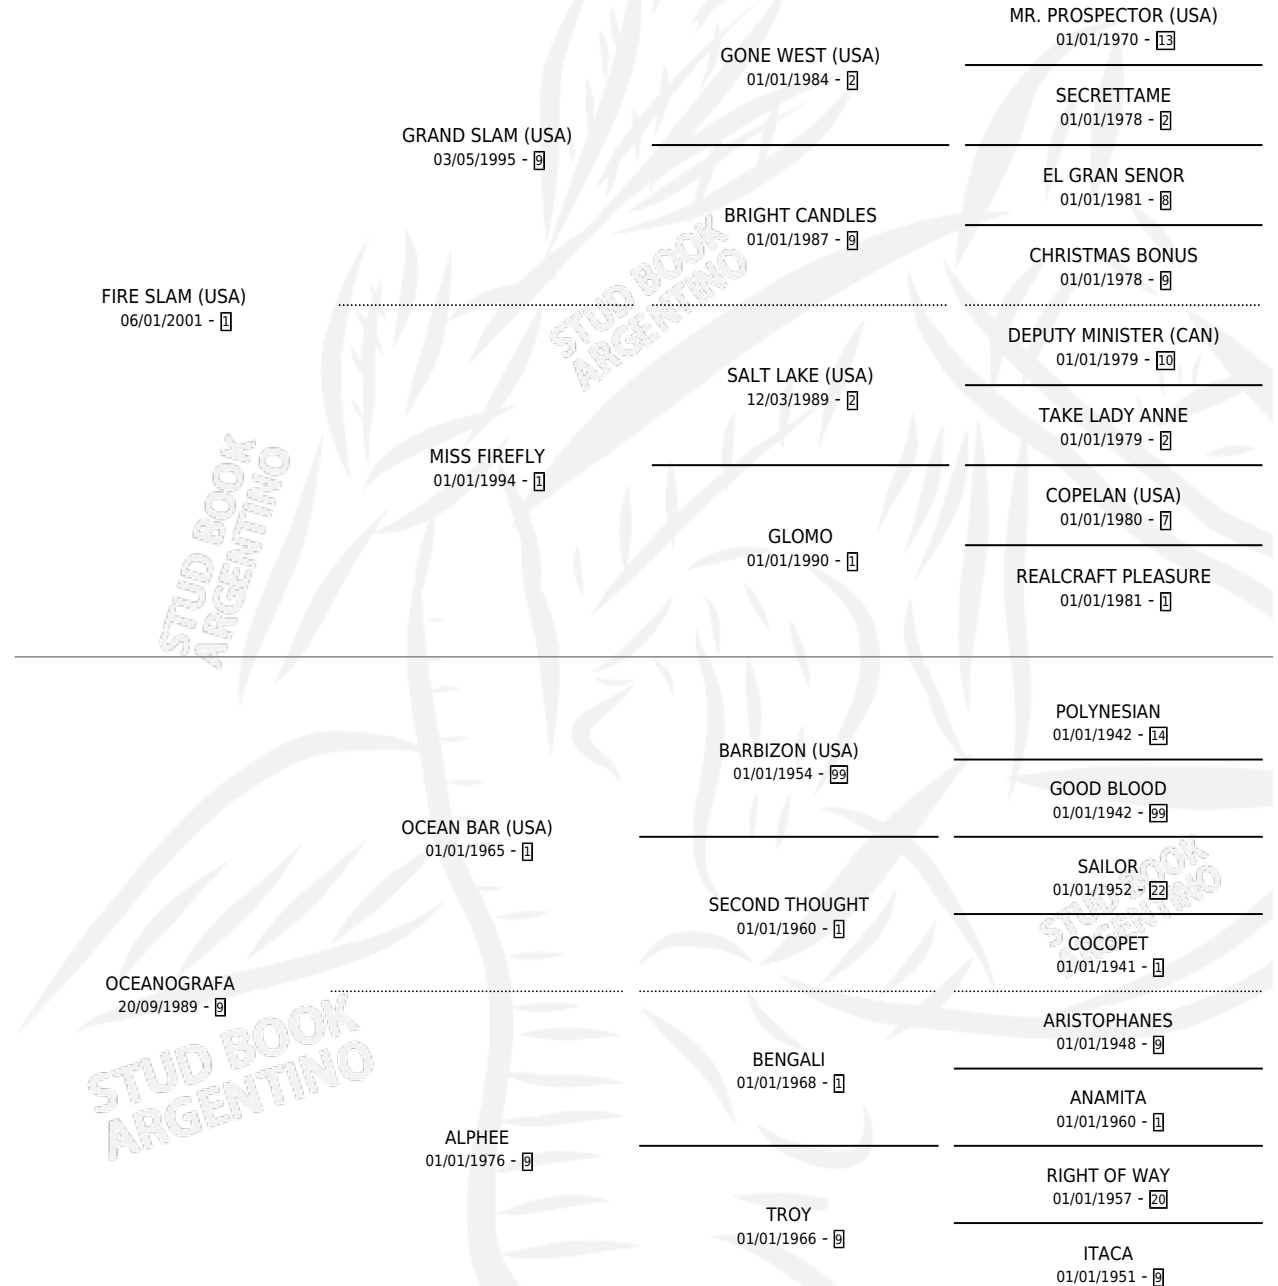 MR. PROSPECTOR (USA)
01/01/1970 - 13
GONE WEST (USA)
01/01/1984 - 2
SECRETTAME
01/01/1978 - 2
GRAND SLAM (USA)
03/05/1995 - 9
EL GRAN SENOR
01/01/1981 - 8
BRIGHT CANDLES
01/01/1987 - 9
CHRISTMAS BONUS
01/01/1978 - 9
FIRE SLAM (USA)
06/01/2001 - 1
DEPUTY MINISTER (CAN)
01/01/1979 - 10
SALT LAKE (USA)
12/03/1989 - 2
TAKE LADY ANNE
01/01/1979 - 2
MISS FIREFLY
01/01/1994 - 1
COPELAN (USA)
01/01/1980 - 7
GLOMO
01/01/1990 - 1
REALCRAFT PLEASURE
01/01/1981 - 1
STUD BOOK
ARGENTINO
STUD BOOK
ARGENTINO
POLYNESIAN
01/01/1942 - 14
BARBIZON (USA)
01/01/1954 - 99
GOOD BLOOD
01/01/1942 - 99
OCEAN BAR (USA)
01/01/1965 - 1
SAILOR
01/01/1952 - 22
SECOND THOUGHT
01/01/1960 - 1
COCOPET
01/01/1941 - 1
OCEANOGRAFA
20/09/1989 - 9
ARISTOPHANES
01/01/1948 - 9
BENGALI
01/01/1968 - 1
ANAMITA
01/01/1960 - 1
ALPHEE
01/01/1976 - 9
RIGHT OF WAY
01/01/1957 - 20
TROY
01/01/1966 - 9
ITACA
01/01/1951 - 9
STUD BOOK
ARGENTINO
STUD BOOK
ARGENTINO